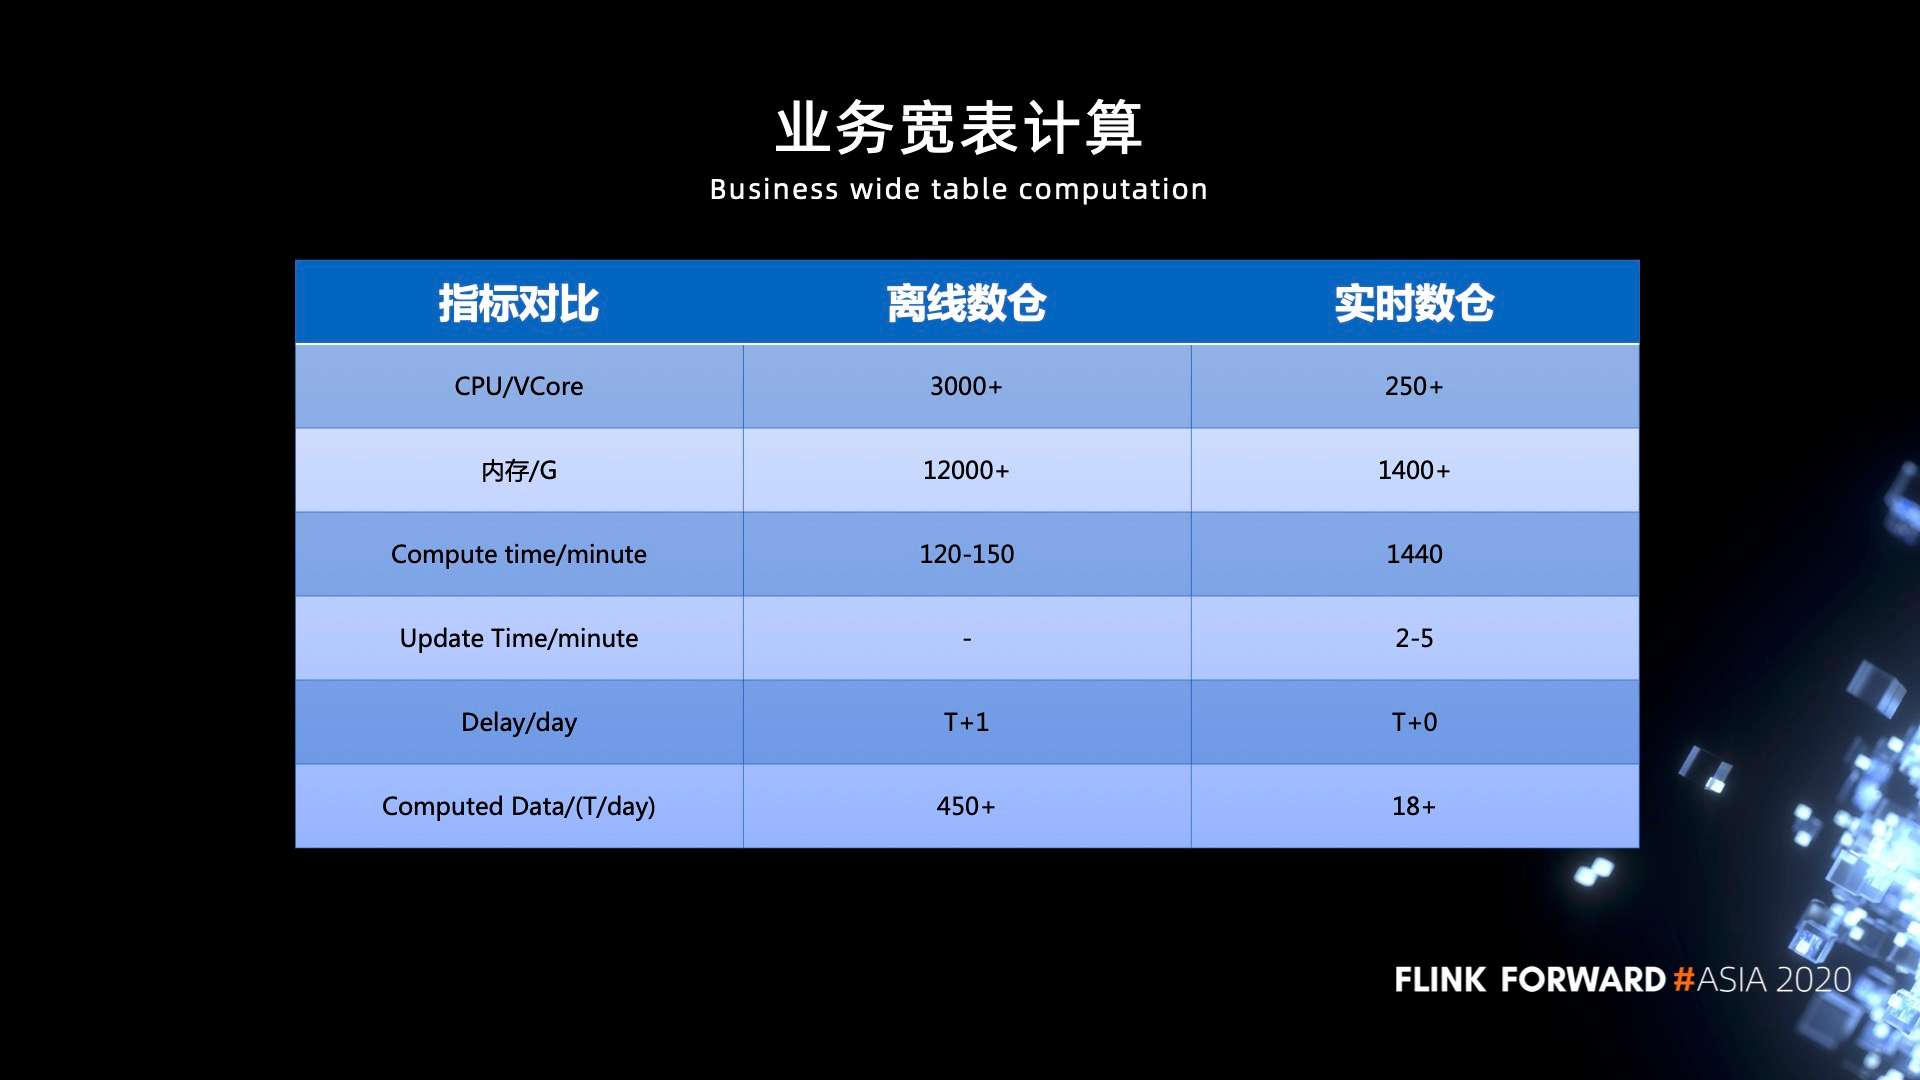 业务宽表计算
Business wide table computation
指标对比 离线数仓 实时数仓
CPU/VCore 3000+ 250+
内存/G 12000+ 1400+
Compute time/minute 120-150 1440
Update Time/minute - 2-5
Delay/day T+1 T+0
Computed Data/(T/day) 450+ 18+
FLINK FORWARD #ASIA 2020